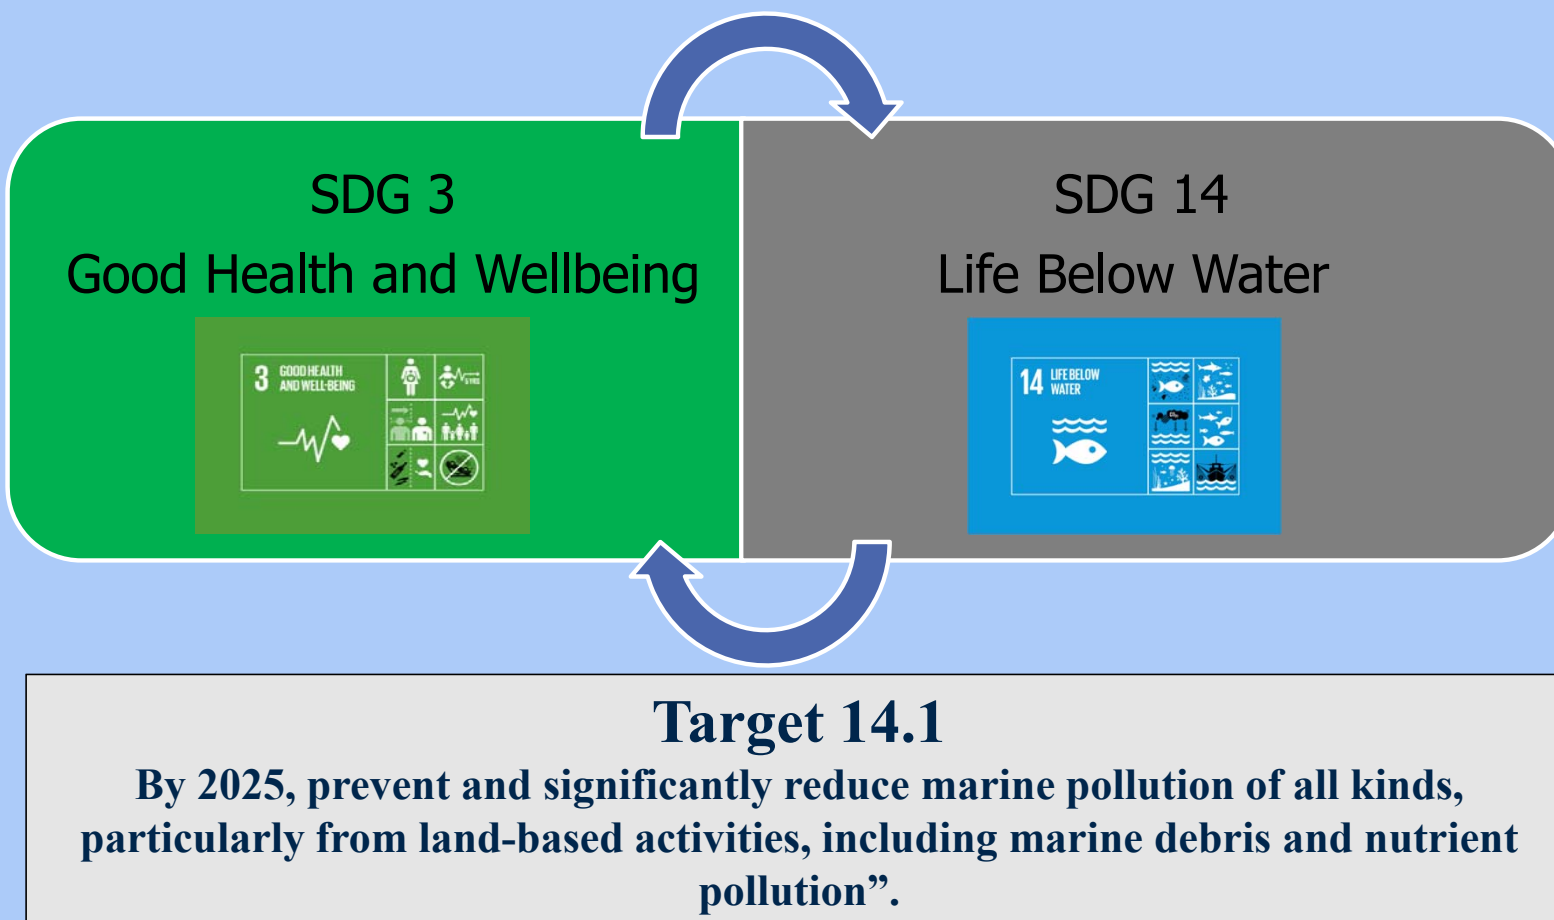 SDG 3
Good Health and Wellbeing
3 GOOD HEALTH
AND WELL-BEING
SDG 14
Life Below Water
14 LIFE BELOW
WATER
Target 14.1
By 2025, prevent and significantly reduce marine pollution of all kinds,
particularly from land-based activities, including marine debris and nutrient
pollution”.